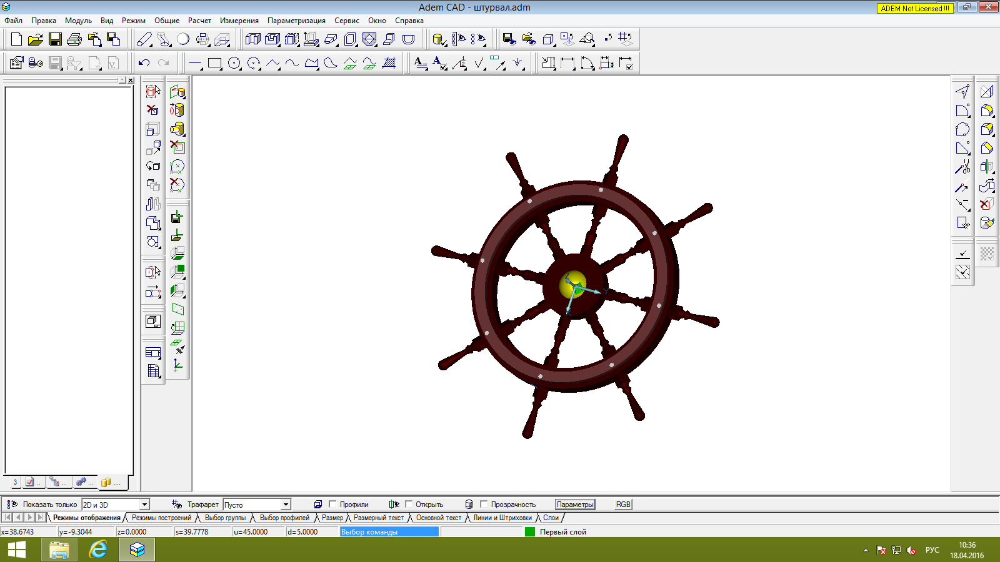 Adem CAD - штурвал.adm
ADEM Not Licensed !!!
Файл Правка Модуль Вид Режим Общие Расчет Измерения Параметризация Сервис Окно Справка
3 .. ... ... ...
Z
Y
X
Показать только 2D и 3D Трафарет Пусто Профили Открыть Прозрачность Параметры RGB
Режимы отображения Режимы построений Выбор группы Выбор профилей Размер Размерный текст Основной текст Линии и Штриховки Слои
x=38.6743 y=-9.3044 z=0.0000 s=39.7778 u=45.0000 d=5.0000 Выбор команды Первый слой
РУС
10:36
18.04.2016